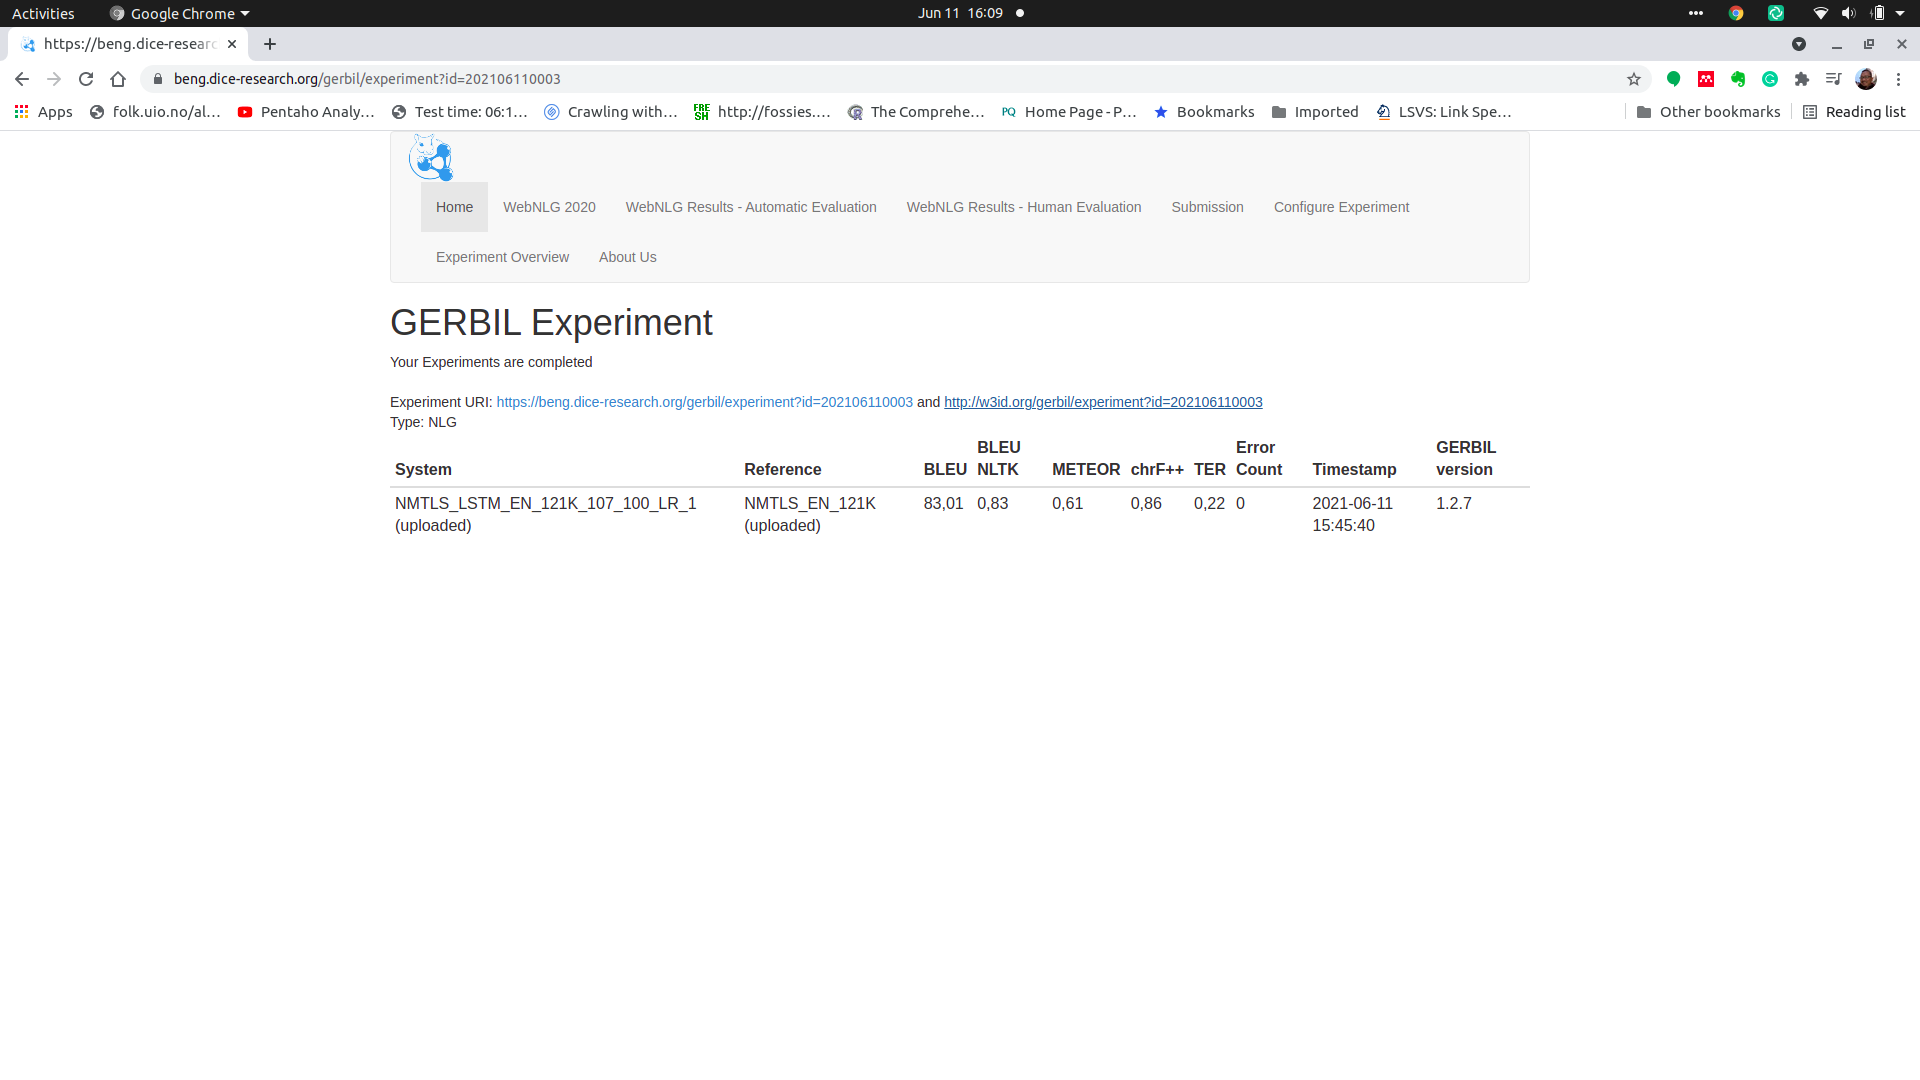 Activities Google Chrome Jun 11 16:09
https://beng.dice-researc
beng.dice-research.org/gerbil/experiment?id=202106110003
Apps folk.uio.no/al... Pentaho Analy... Test time: 06:1... Crawling with... FRE SH http://fossies.... The Comprehe... PQ Home Page - P... Bookmarks Imported LSVS: Link Spe... Other bookmarks Reading list
Home WebNLG 2020 WebNLG Results - Automatic Evaluation WebNLG Results - Human Evaluation Submission Configure Experiment
Experiment Overview About Us
GERBIL Experiment
Your Experiments are completed
Experiment URI: https://beng.dice-research.org/gerbil/experiment?id=202106110003 and http://w3id.org/gerbil/experiment?id=202106110003
Type: NLG
System Reference BLEU BLEU NLTK METEOR chrF++ TER Error Count Timestamp GERBIL version
NMTLS_LSTM_EN_121K_107_100_LR_1 NMTLS_EN_121K 83,01 0,83 0,61 0,86 0,22 0 2021-06-11 1.2.7
(uploaded) (uploaded) 15:45:40